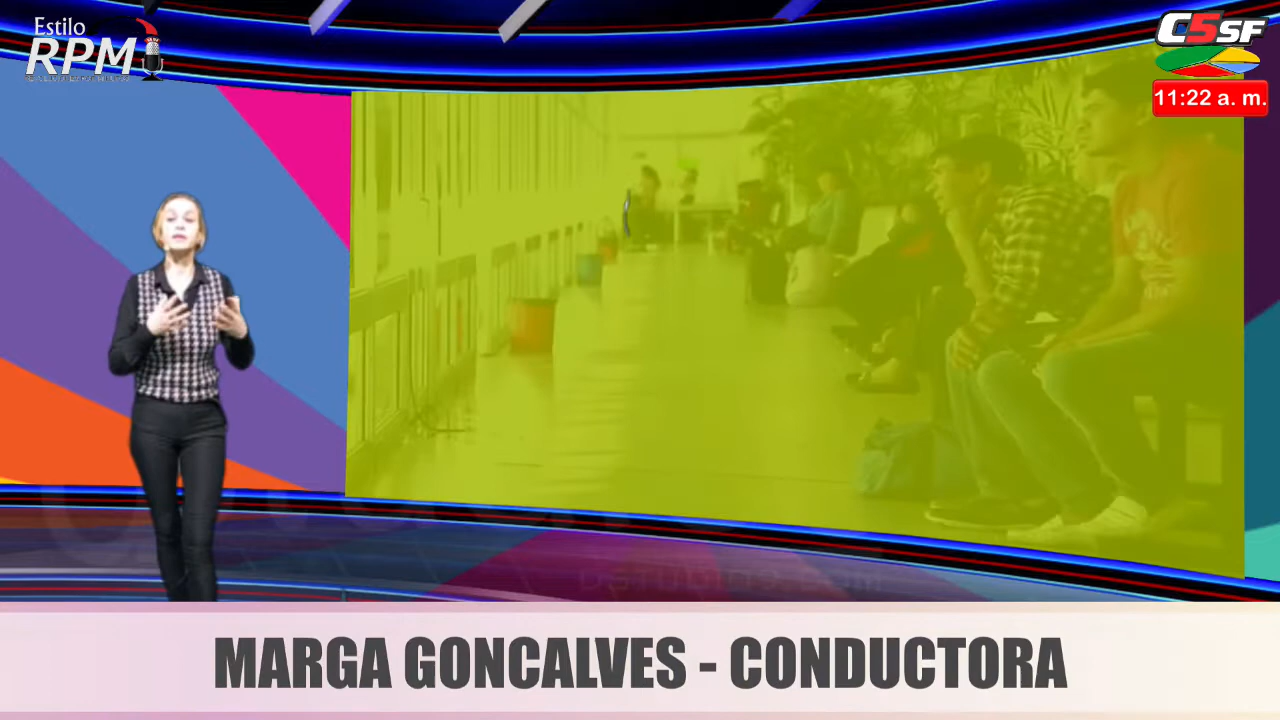 Estilo
RPM
C5SF
11:22 a. m.
MARGA GONCALVES - CONDUCTORA